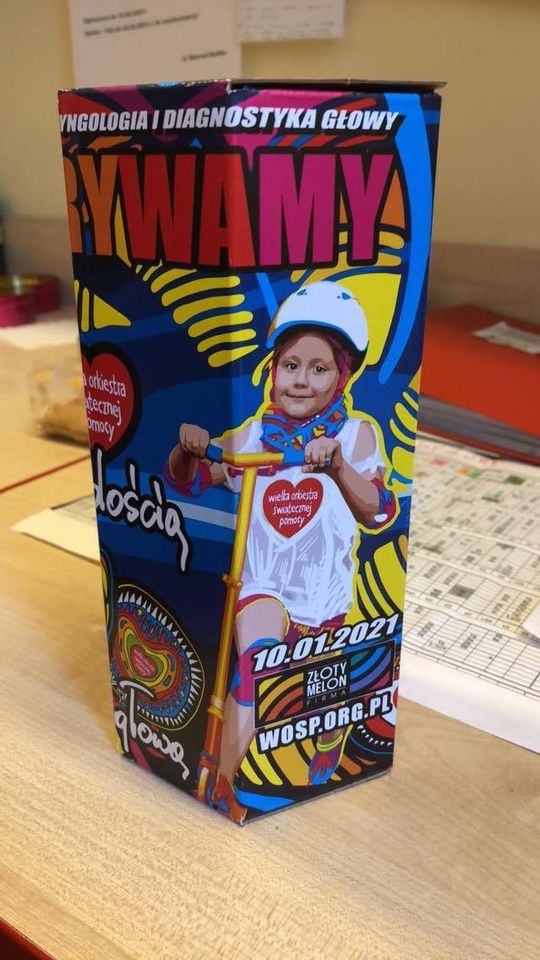 YNGOLOGIA I DIAGNOSTYKA GŁOWY
RYWAMY
a orkiestra
iątecznej
pomocy
dością
wielka orkiestra
świątecznej
pomocy
10.01.2021
ZŁOTY
MELON
FIRMA
WOSP.ORG.PL
głową